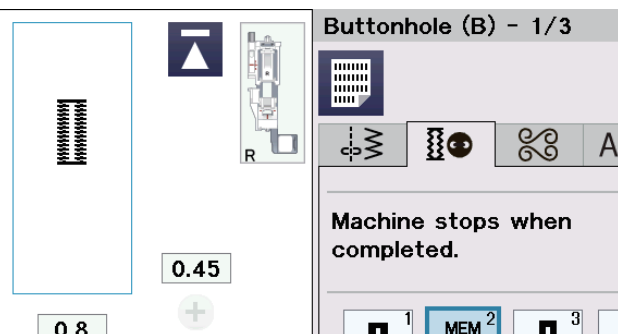 Buttonhole (B) - 1/3
R
A
Machine stops when
completed.
0.45
0.8
1
MEM 2
3